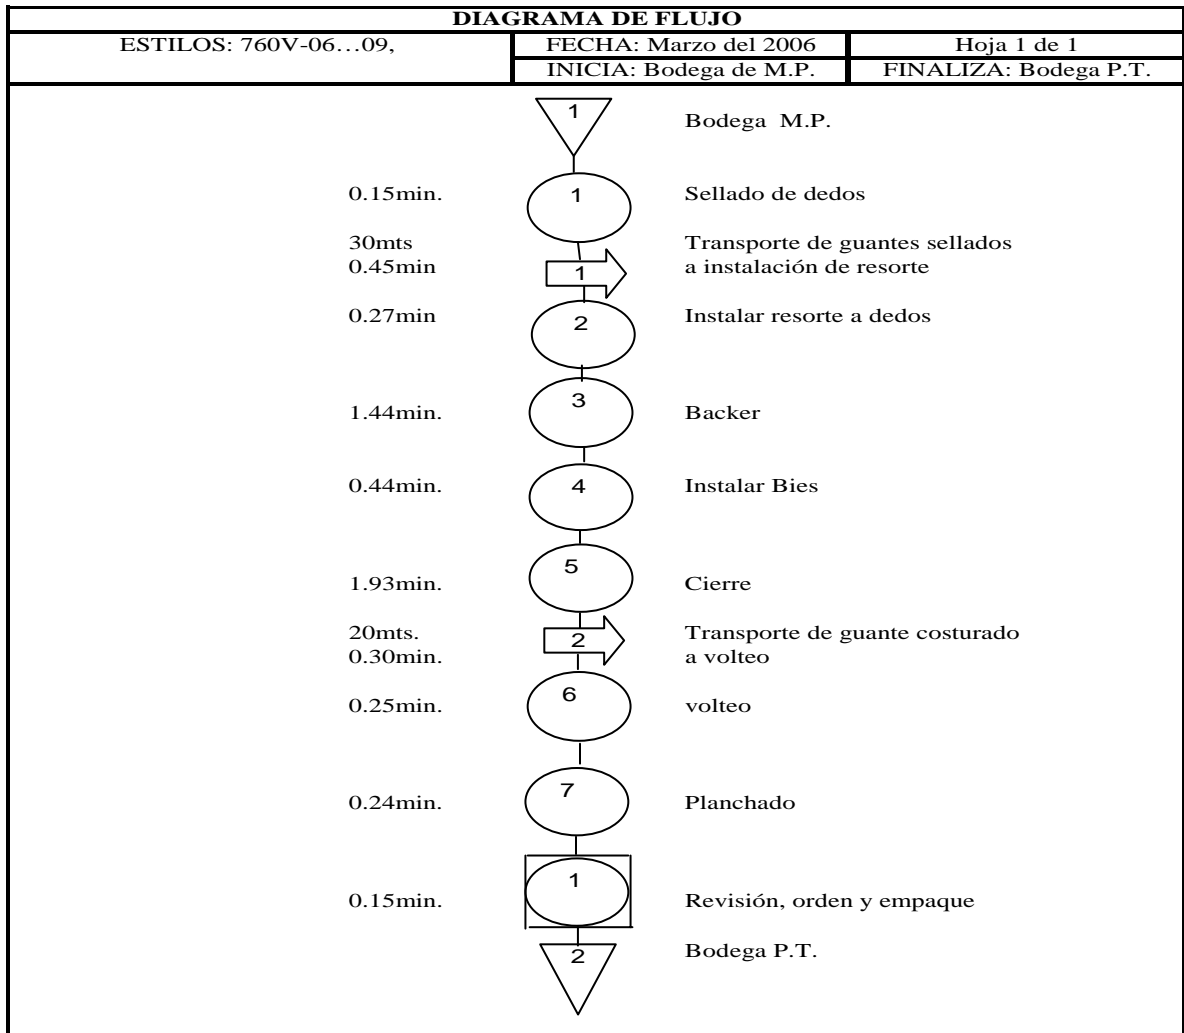 DIAGRAMA DE FLUJO
ESTILOS: 760V-06…09,
FECHA: Marzo del 2006
Hoja 1 de 1
INICIA: Bodega de M.P.
FINALIZA: Bodega P.T.
1
Bodega M.P.
0.15min.
1
Sellado de dedos
30mts
0.45min
1
Transporte de guantes sellados
a instalación de resorte
0.27min
2
Instalar resorte a dedos
1.44min.
3
Backer
0.44min.
4
Instalar Bies
1.93min.
5
Cierre
20mts.
0.30min.
2
Transporte de guante costurado
a volteo
0.25min.
6
volteo
0.24min.
7
Planchado
0.15min.
1
Revisión, orden y empaque
2
Bodega P.T.